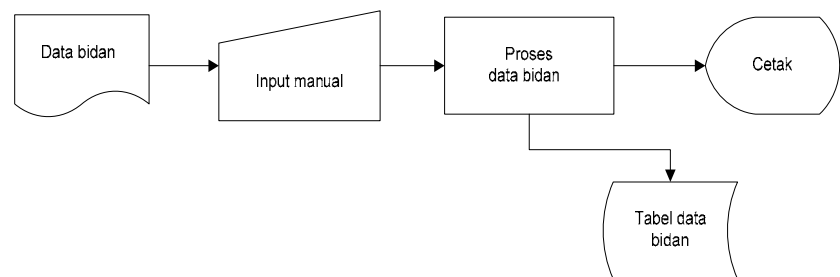 Data bidan
Input manual
Proses
data bidan
Cetak
Tabel data
bidan